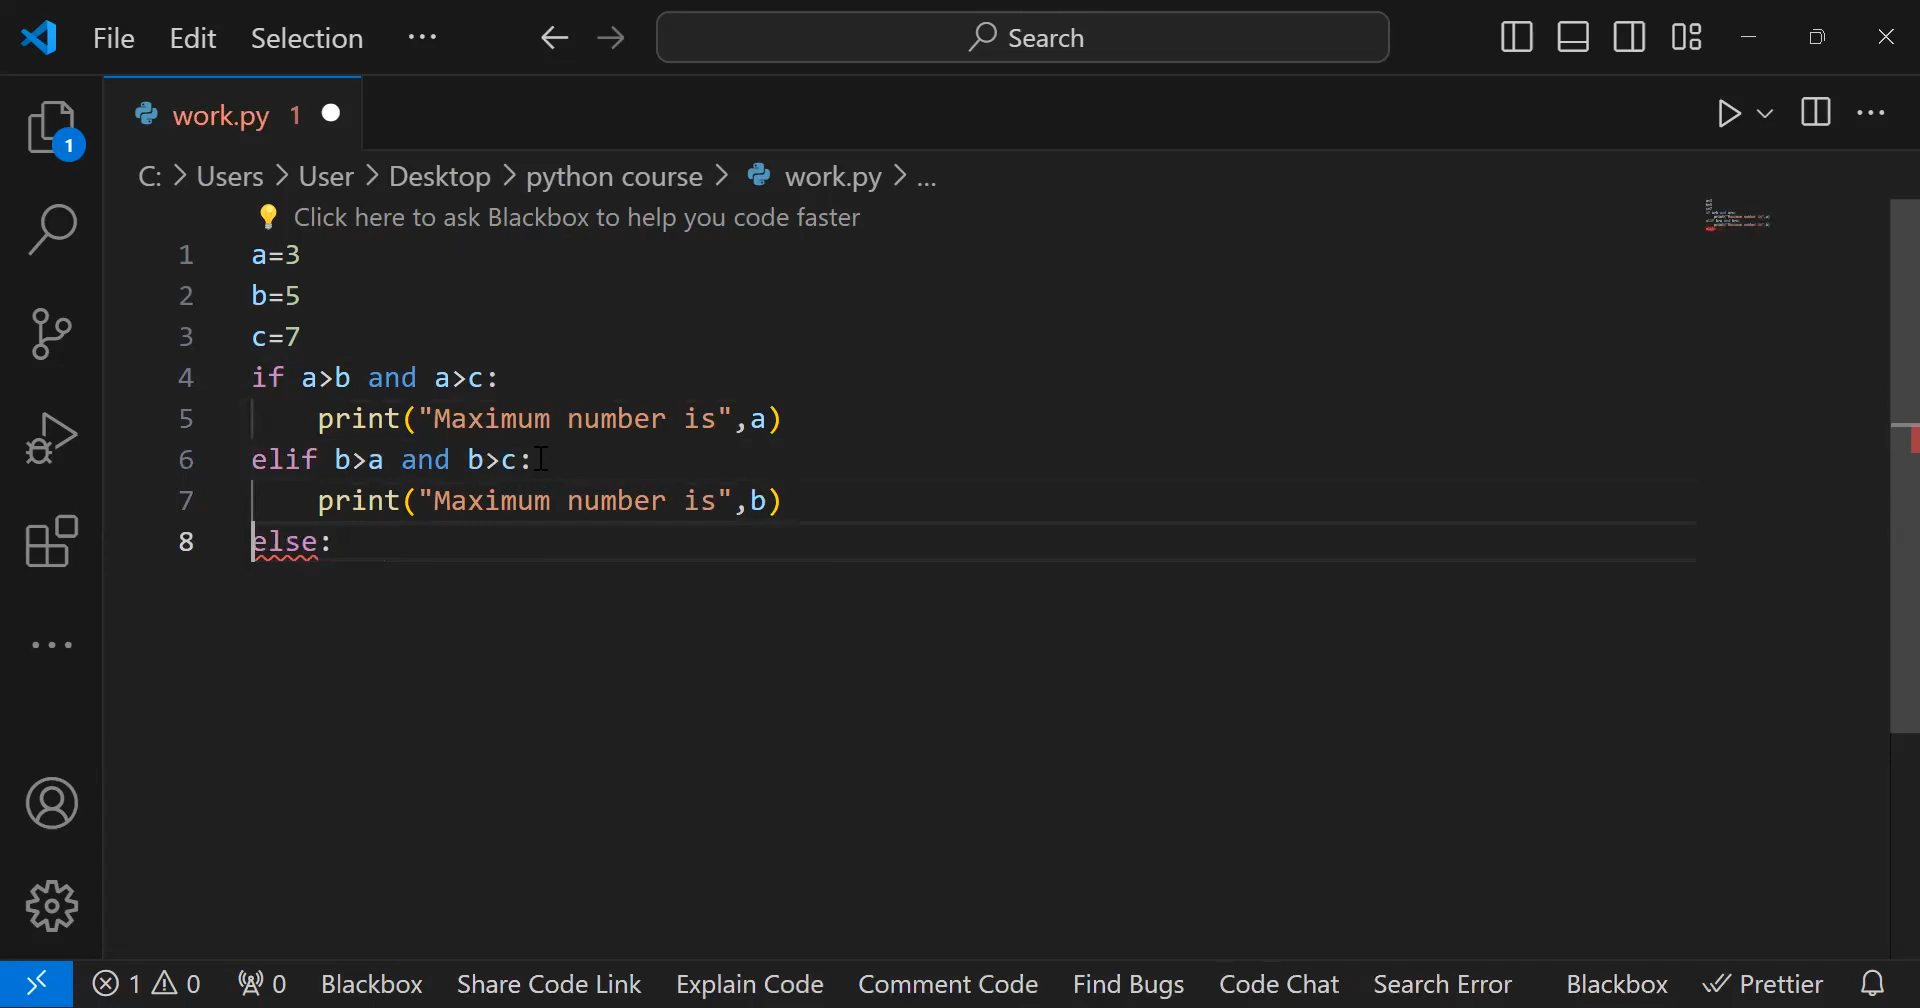 File Edit Selection ··· Search
work.py 1
C: > Users > User > Desktop > python course > work.py > ...
1
Click here to ask Blackbox to help you code faster
1 a=3
2 b=5
3 c=7
4 if a>b and a>c:
5     print("Maximum number is",a)
6 elif b>a and b>c:
7     print("Maximum number is",b)
8 else:
1 0 0 Blackbox Share Code Link Explain Code Comment Code Find Bugs Code Chat Search Error Blackbox Prettier